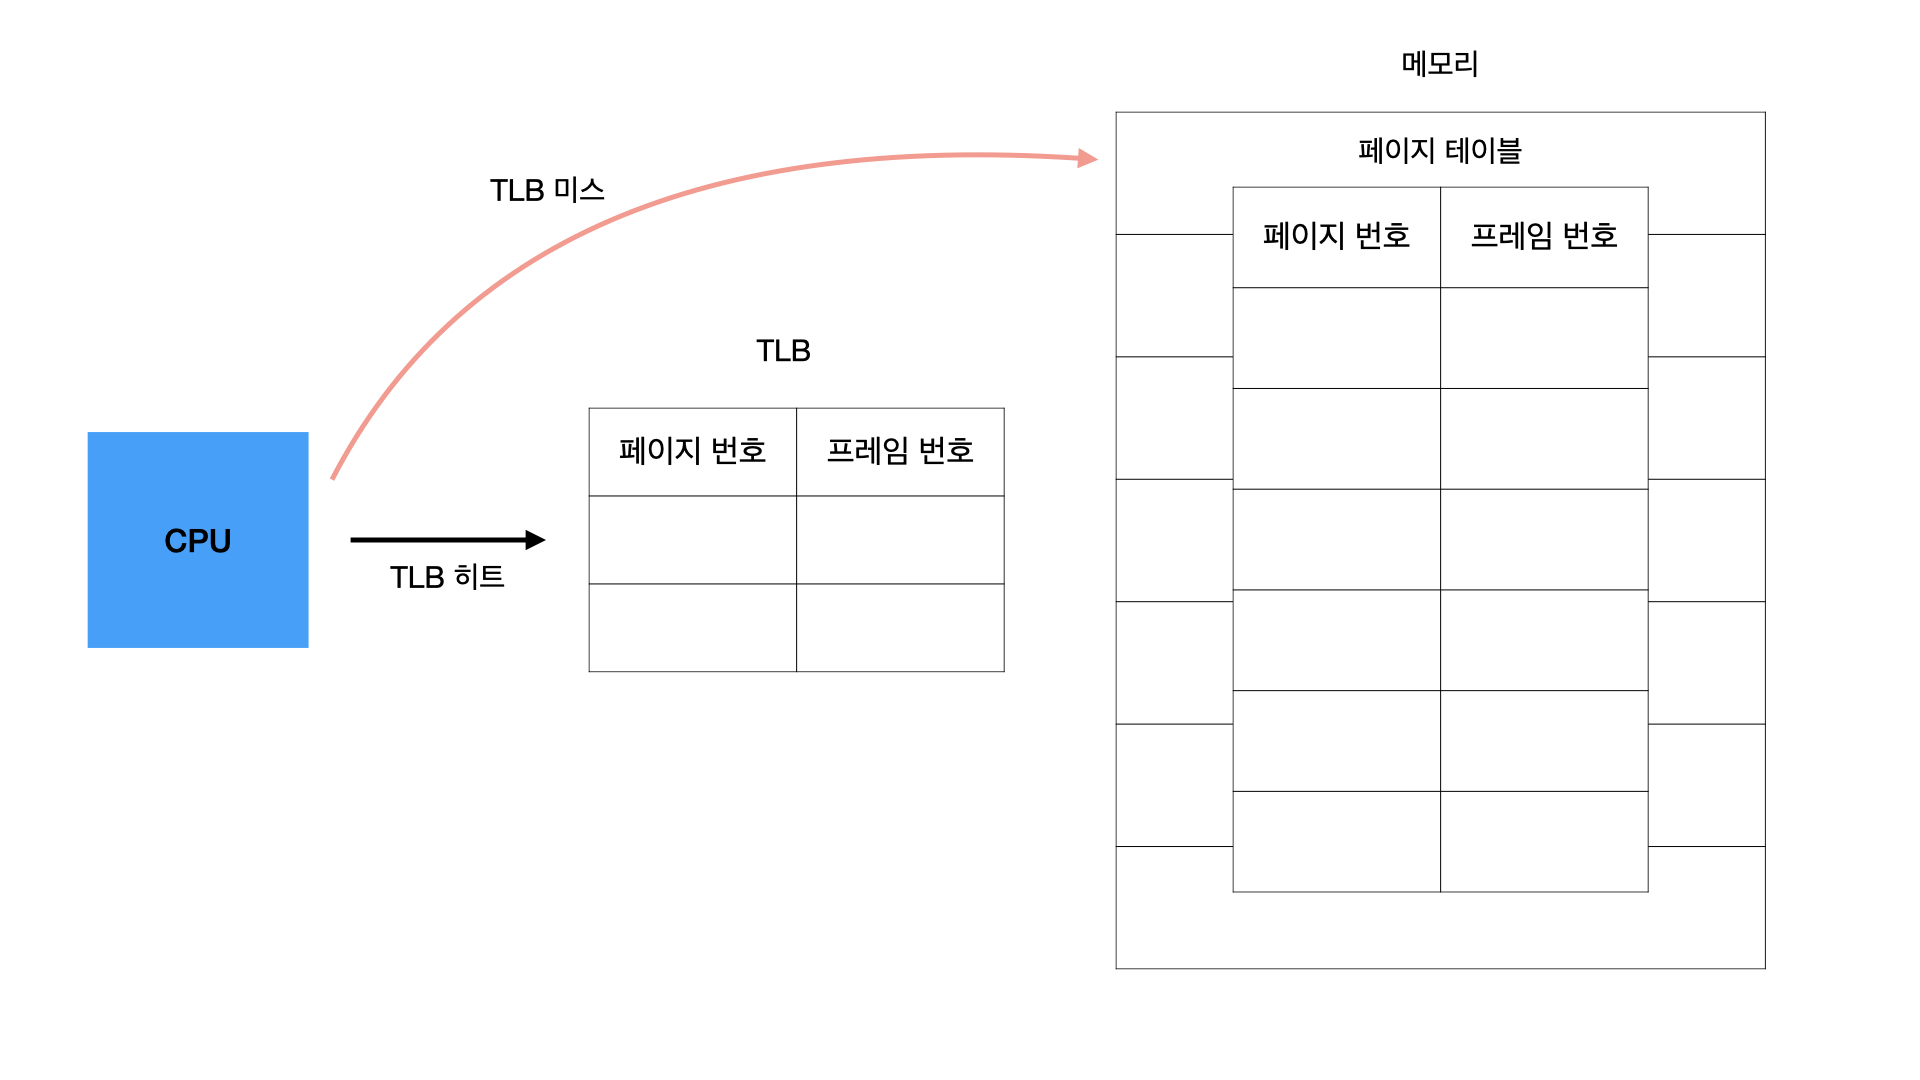 메모리
페이지 테이블
TLB 미스
페이지 번호
프레임 번호
TLB
페이지 번호
프레임 번호
CPU
TLB 히트